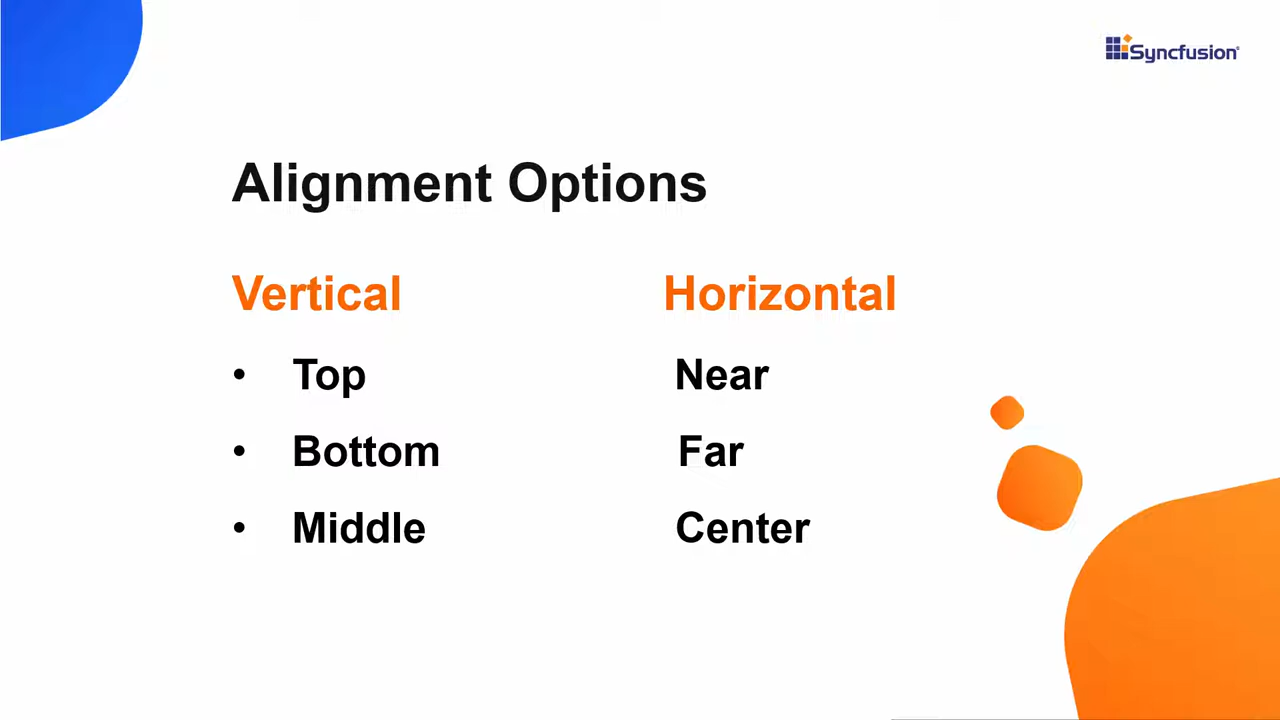 Syncfusion
Alignment Options
Vertical Horizontal
• Top Near
• Bottom Far
• Middle Center